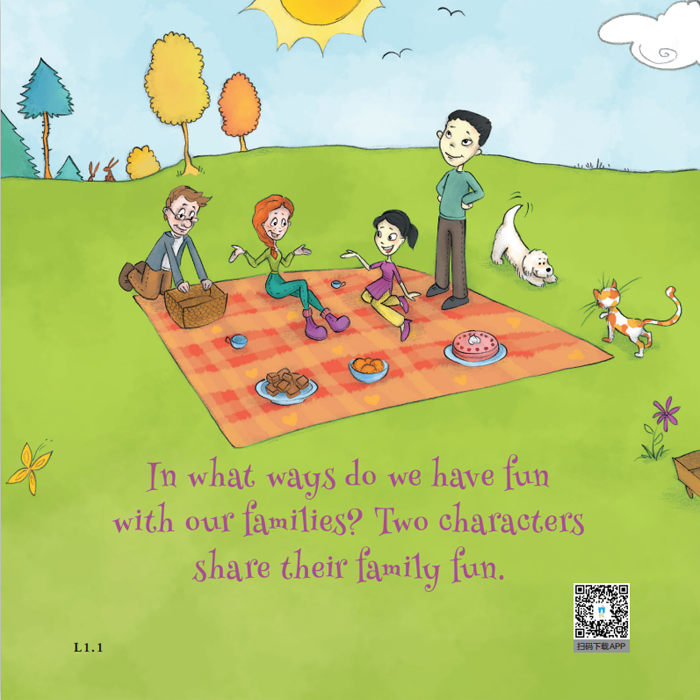 In what ways do we have fun
with our families? Two characters
share their family fun.
L1.1
扫码下载APP